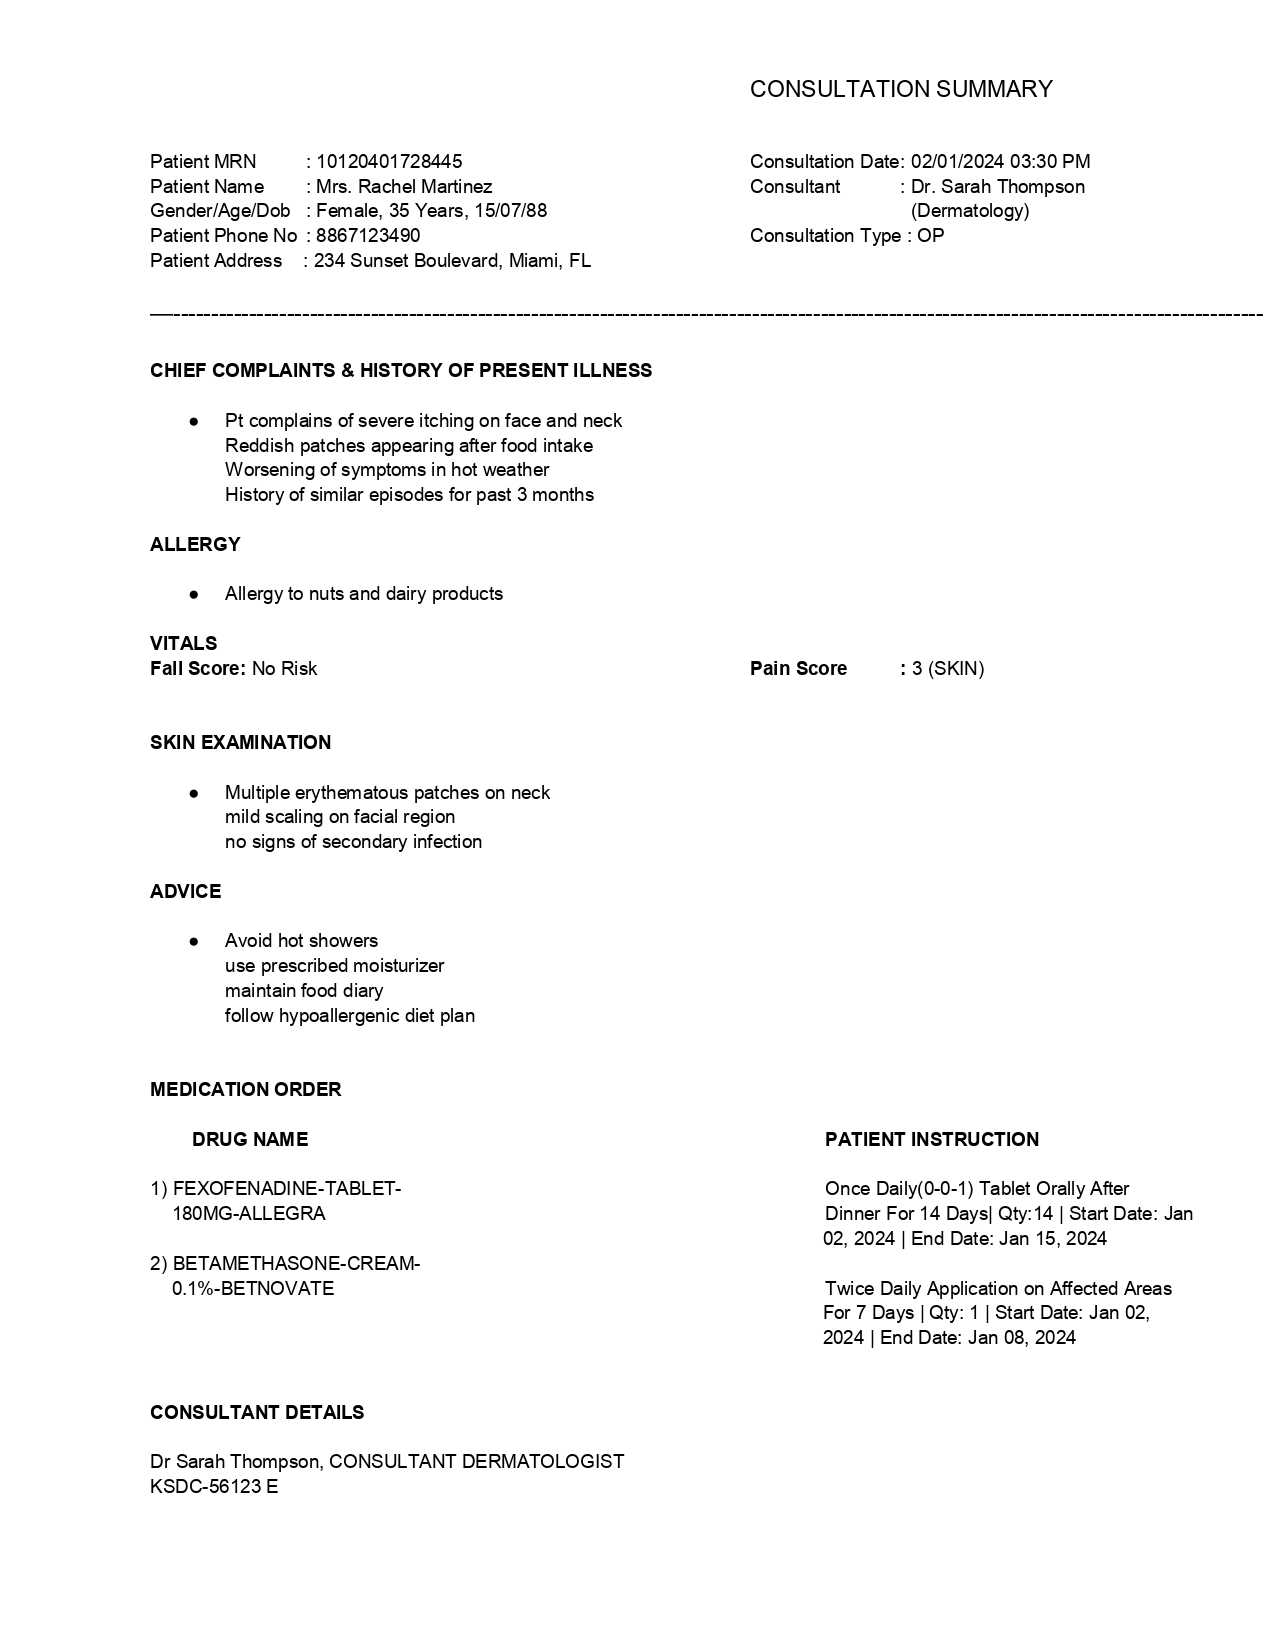 CONSULTATION SUMMARY
Patient MRN : 10120401728445
Consultation Date: 02/01/2024 03:30 PM
Patient Name : Mrs. Rachel Martinez
Consultant : Dr. Sarah Thompson
Gender/Age/Dob : Female, 35 Years, 15/07/88
(Dermatology)
Patient Phone No : 8867123490
Consultation Type : OP
Patient Address : 234 Sunset Boulevard, Miami, FL
CHIEF COMPLAINTS & HISTORY OF PRESENT ILLNESS
● Pt complains of severe itching on face and neck
Reddish patches appearing after food intake
Worsening of symptoms in hot weather
History of similar episodes for past 3 months
ALLERGY
● Allergy to nuts and dairy products
VITALS
Fall Score: No Risk
Pain Score : 3 (SKIN)
SKIN EXAMINATION
● Multiple erythematous patches on neck
mild scaling on facial region
no signs of secondary infection
ADVICE
● Avoid hot showers
use prescribed moisturizer
maintain food diary
follow hypoallergenic diet plan
MEDICATION ORDER
DRUG NAME
PATIENT INSTRUCTION
1) FEXOFENADINE-TABLET-
180MG-ALLEGRA
Once Daily(0-0-1) Tablet Orally After
Dinner For 14 Days| Qty:14 | Start Date: Jan
02, 2024 | End Date: Jan 15, 2024
2) BETAMETHASONE-CREAM-
0.1%-BETNOVATE
Twice Daily Application on Affected Areas
For 7 Days | Qty: 1 | Start Date: Jan 02,
2024 | End Date: Jan 08, 2024
CONSULTANT DETAILS
Dr Sarah Thompson, CONSULTANT DERMATOLOGIST
KSDC-56123 E